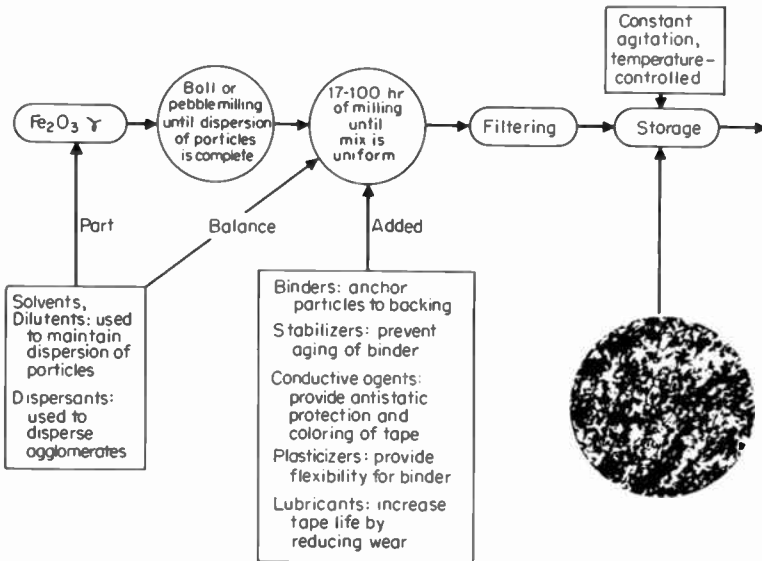 Constant
agitation,
temperature-
controlled
Fe2O3 γ
Boll or
pebble milling
until dispersion
of particles
is complete
17-100 hr
of milling
until
mix is
uniform
Filtering
Storage
Part
Balance
Added
Solvents,
Dilutents: used
to maintain
dispersion of
particles
Dispersants:
used to
disperse
agglomerates
Binders: anchor
particles to backing
Stabilizers: prevent
aging of binder
Conductive agents:
provide antistatic
protection and
coloring of tape
Plasticizers: provide
flexibility for binder
Lubricants: increase
tape life by
reducing wear